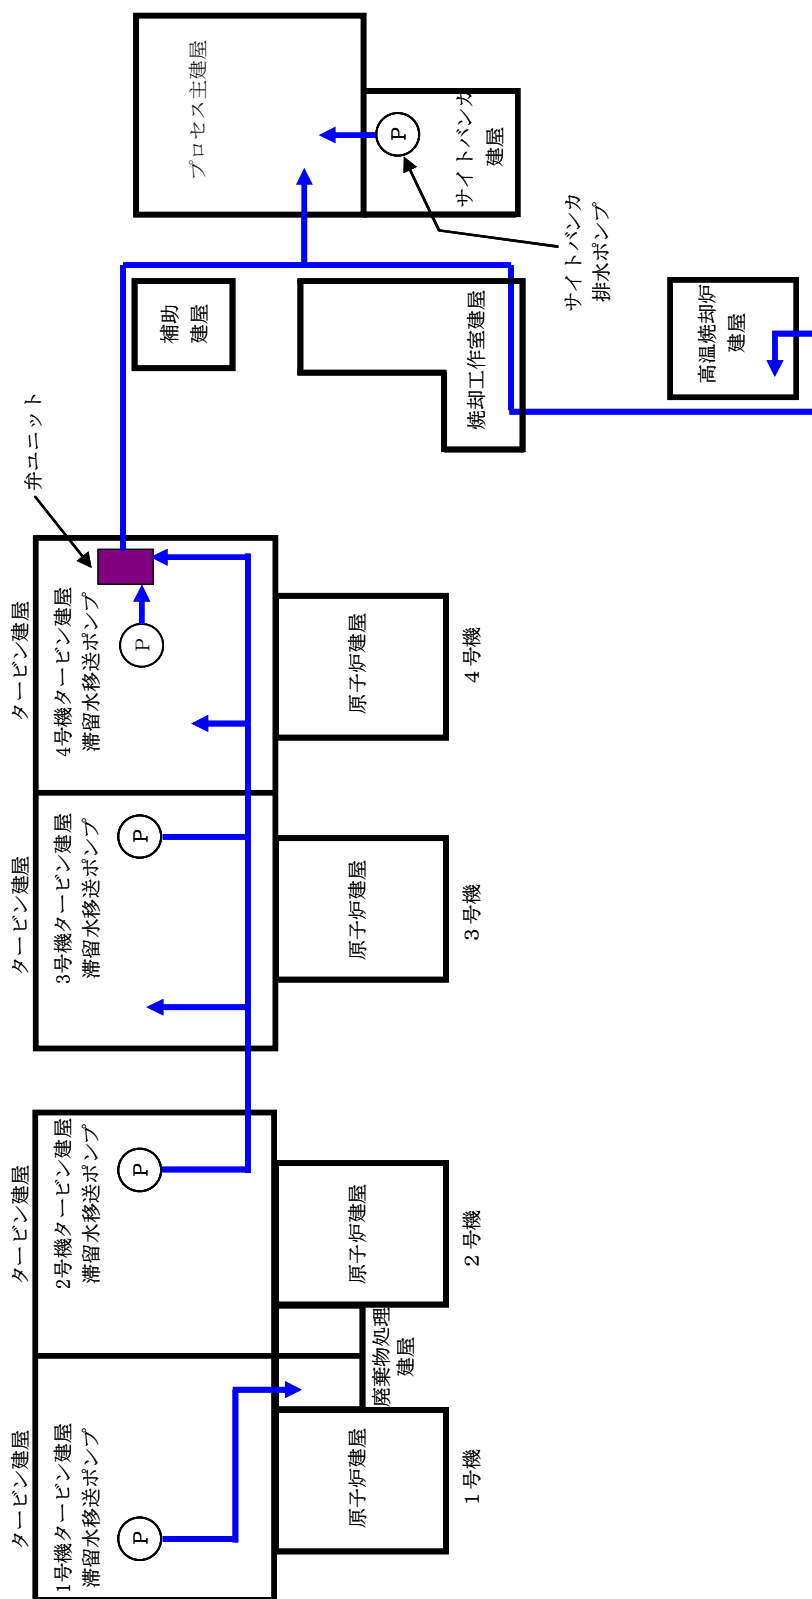 タービン建屋
1号機タービン建屋
滞留水移送ポンプ
P
原子炉建屋
1号機
廃棄物処理
建屋
タービン建屋
2号機タービン建屋
滞留水移送ポンプ
P
原子炉建屋
2号機
タービン建屋
3号機タービン建屋
滞留水移送ポンプ
P
原子炉建屋
3号機
タービン建屋
4号機タービン建屋
滞留水移送ポンプ
P
原子炉建屋
4号機
弁ユニット
補助
建屋
焼却工作室建屋
プロセス主建屋
P
サイトバンカ
建屋
サイトバンカ
排水ポンプ
高温焼却炉
建屋